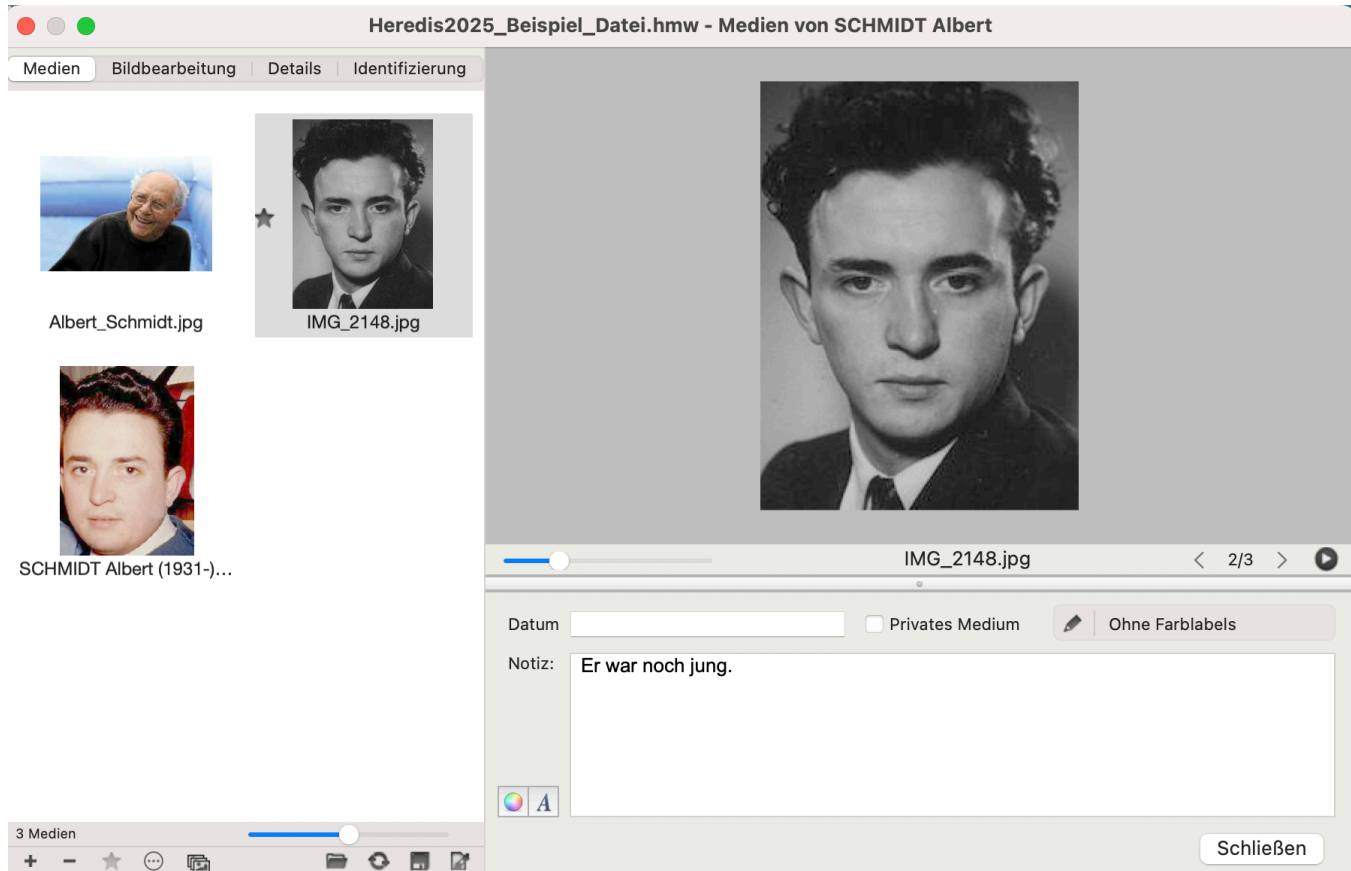 Heredis2025_Beispiel_Datei.hmw - Medien von SCHMIDT Albert
Medien
Bildbearbeitung
Details
Identifizierung
Albert_Schmidt.jpg
IMG_2148.jpg
SCHMIDT Albert (1931-)…
3 Medien
IMG_2148.jpg
2/3
Datum
Privates Medium
Ohne Farblabels
Notiz:
Er war noch jung.
A
Schließen